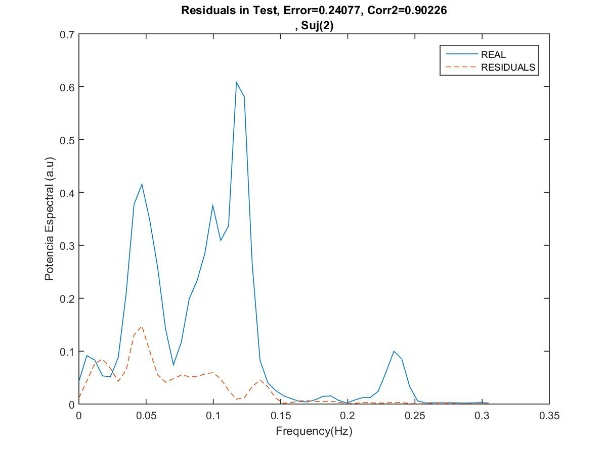 Residuals in Test, Error=0.24077, Corr2=0.90226
, Suj(2)
0.7
0.6
0.5
0.4
0.3
0.2
0.1
0
Potencia Espectral (a.u)
REAL
RESIDUALS
0 0.05 0.1 0.15 0.2 0.25 0.3 0.35
Frequency(Hz)